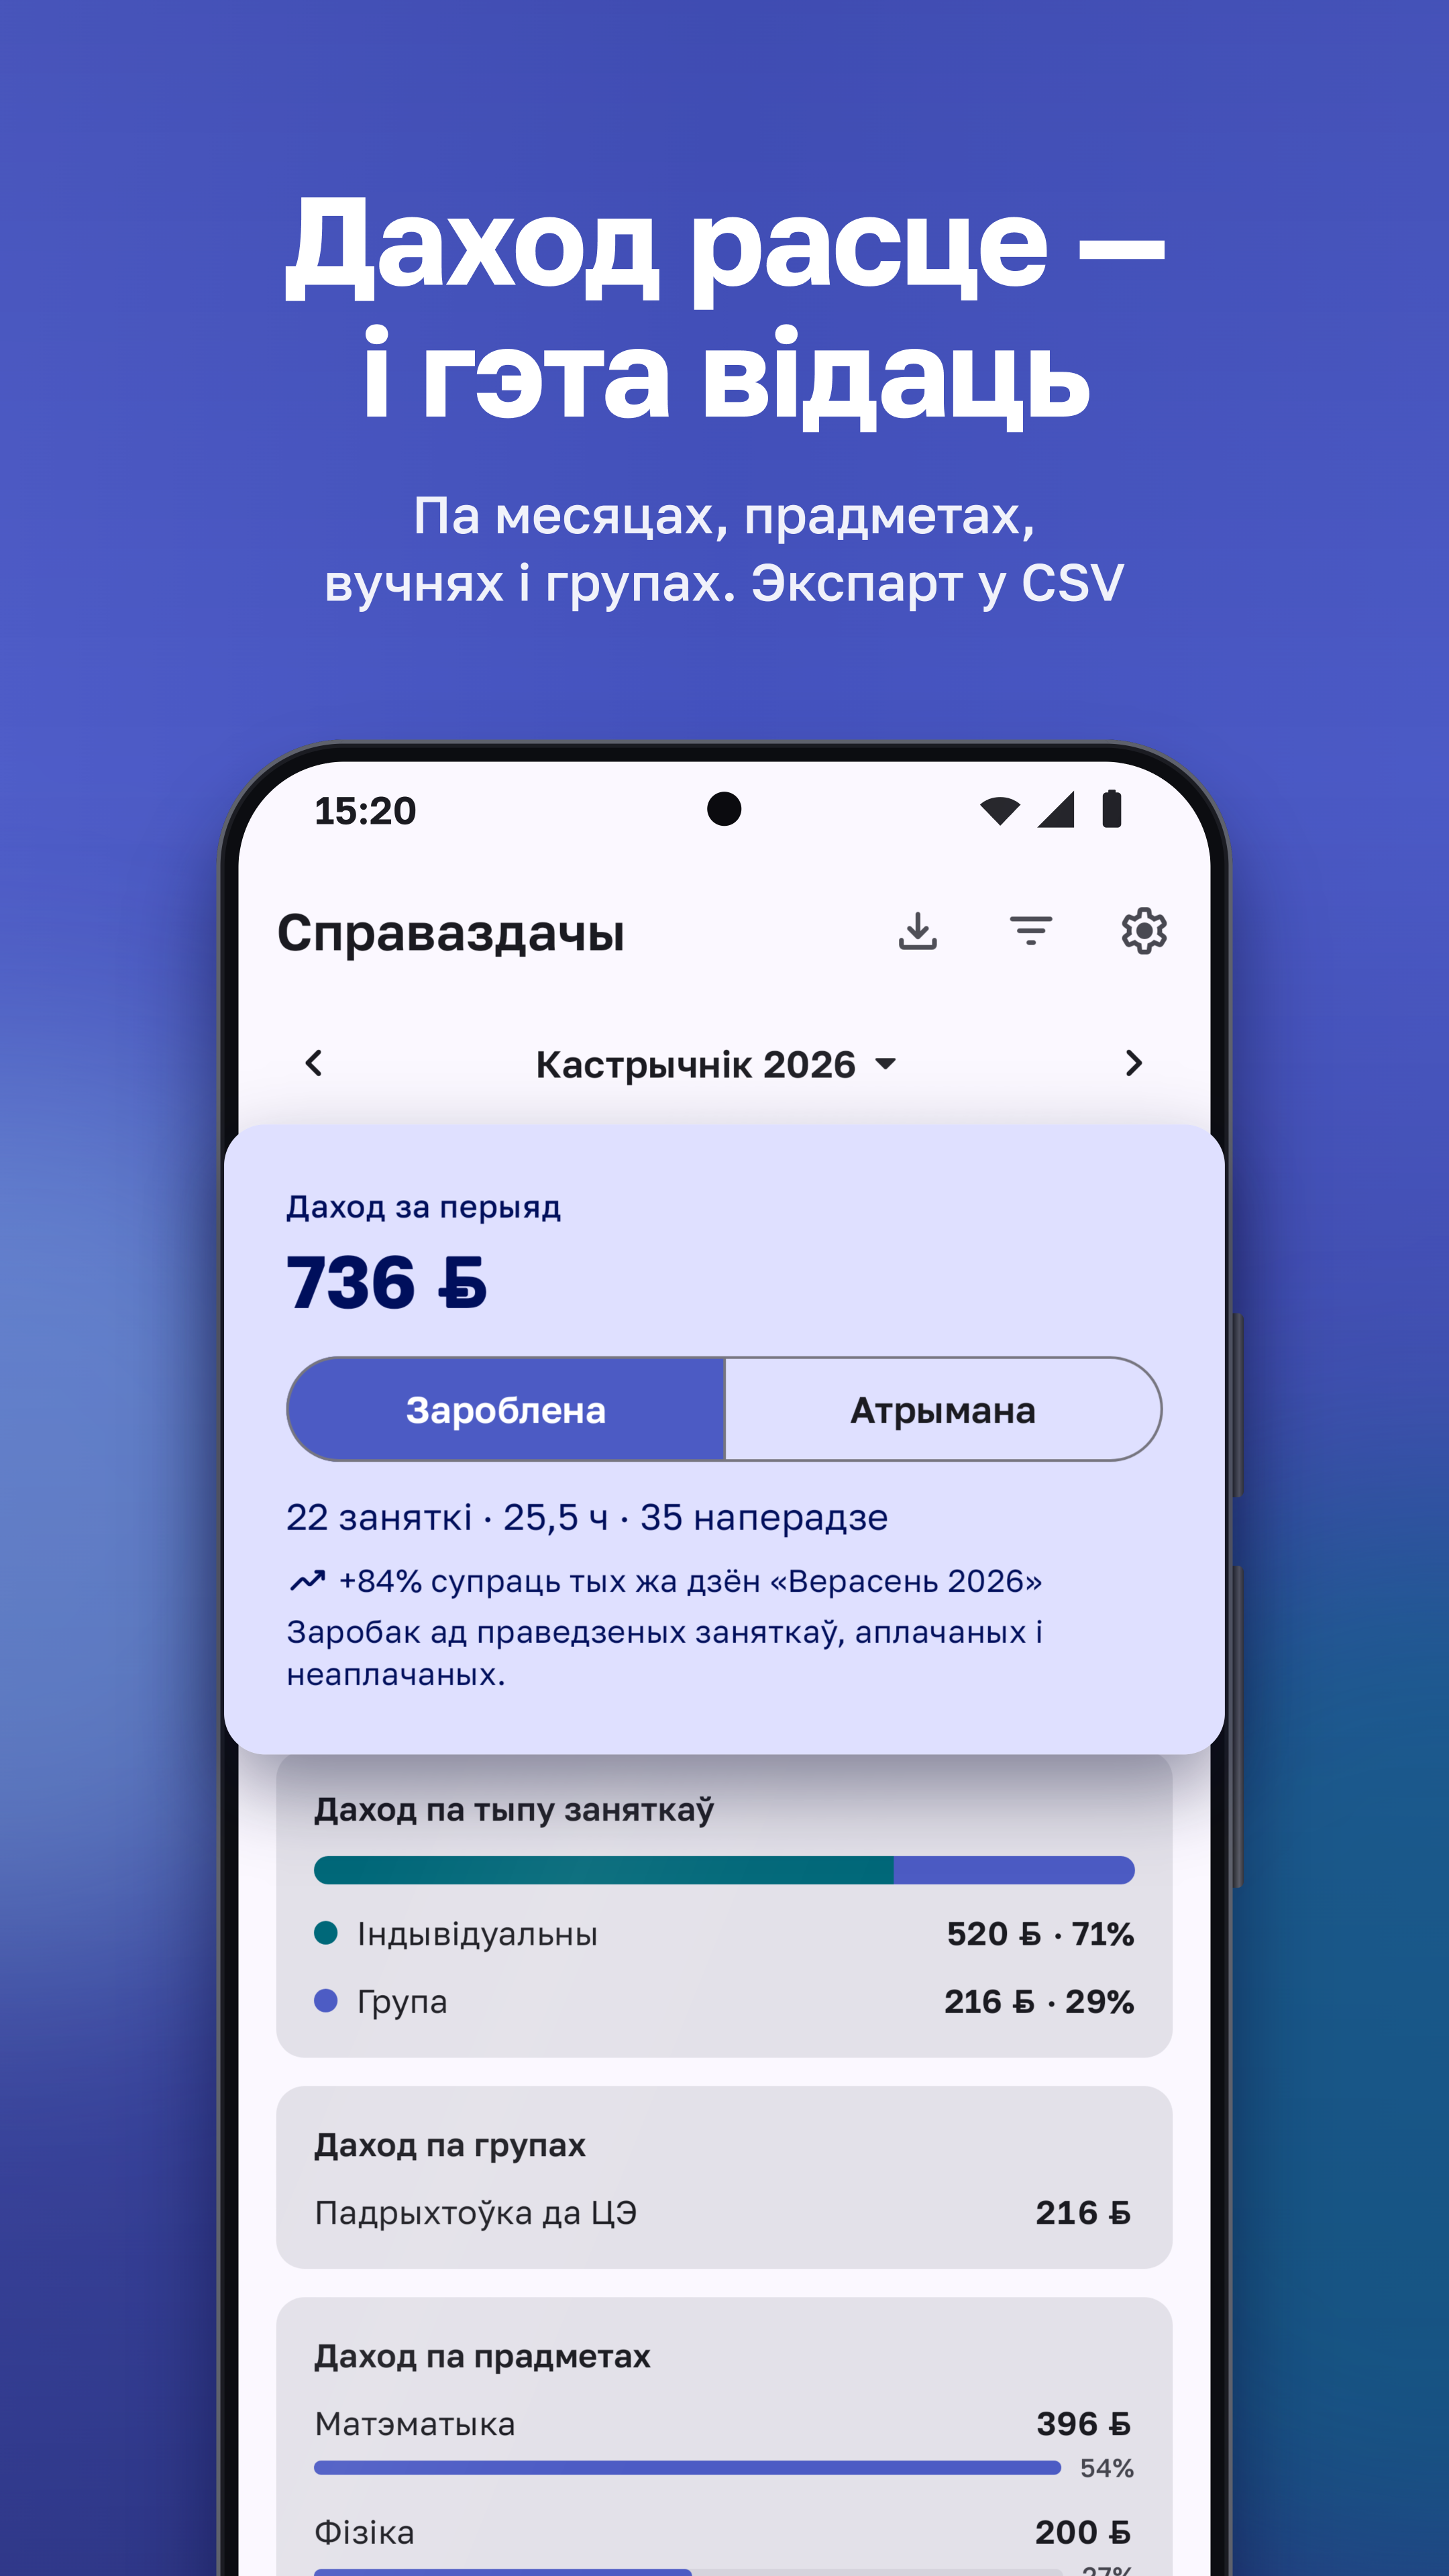 Даход расце —
і гэта відаць
Па месяцах, прадметах,
вучнях і групах. Экспарт у CSV
15:20
Справаздачы
Кастрычнік 2026
Даход за перыяд
736 Ƃ
Зароблена
Атрымана
22 заняткі · 25,5 ч · 35 наперадзе
+84% супраць тых жа дзён «Верасень 2026»
Заробак ад праведзеных заняткаў, аплачаных і
неаплачаных.
Даход па тыпу заняткаў
Індывідуальны 520 Ƃ · 71%
Група 216 Ƃ · 29%
Даход па групах
Падрыхтоўка да ЦЭ 216 Ƃ
Даход па прадметах
Матэматыка 396 Ƃ
54%
Фізіка 200 Ƃ
27%